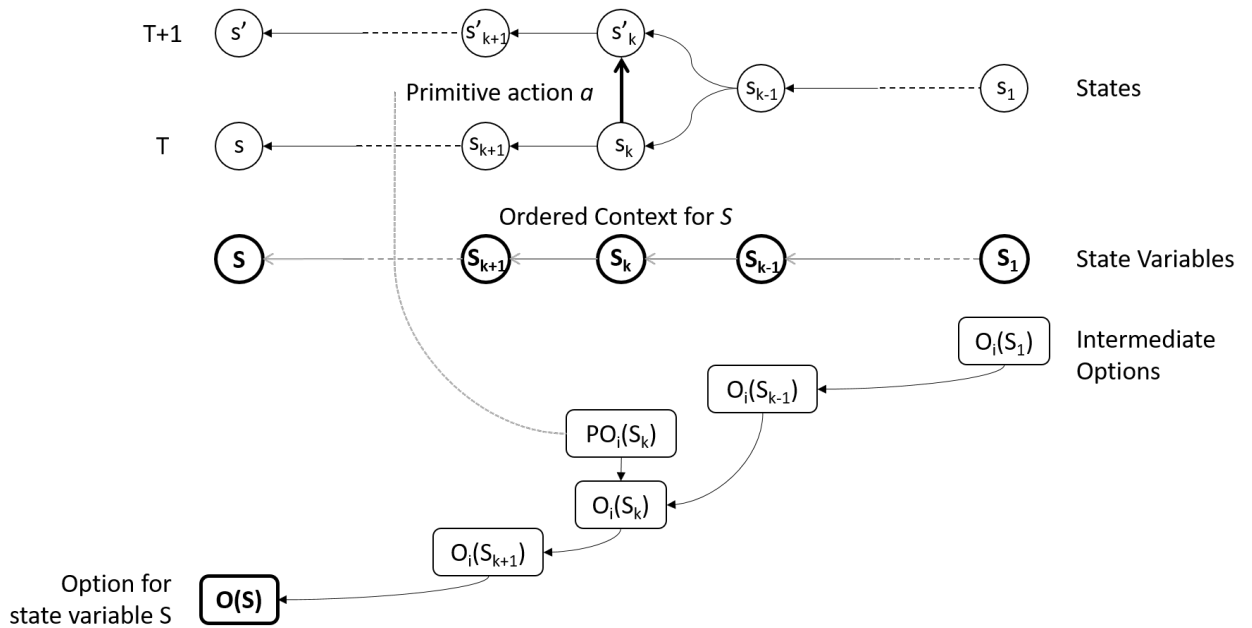 T+1 s' s'k+1 s'k
sk-1 s1 States
Primitive action a
T s sk+1 sk
Ordered Context for S
S Sk+1 Sk Sk-1 S1 State Variables
Oi(S1) Intermediate
Options
Oi(Sk-1)
POi(Sk)
Oi(Sk)
Oi(Sk+1)
Option for
state variable S
O(S)